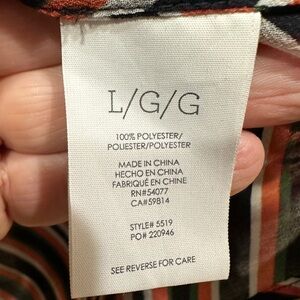 L/G/G
100% POLYESTER/
POLIESTER/POLYESTER
MADE IN CHINA
HECHO EN CHINA
FABRIQUÉ EN CHINE
RN#54077
CA#59814
STYLE# 5519
PO# 220946
SEE REVERSE FOR CARE